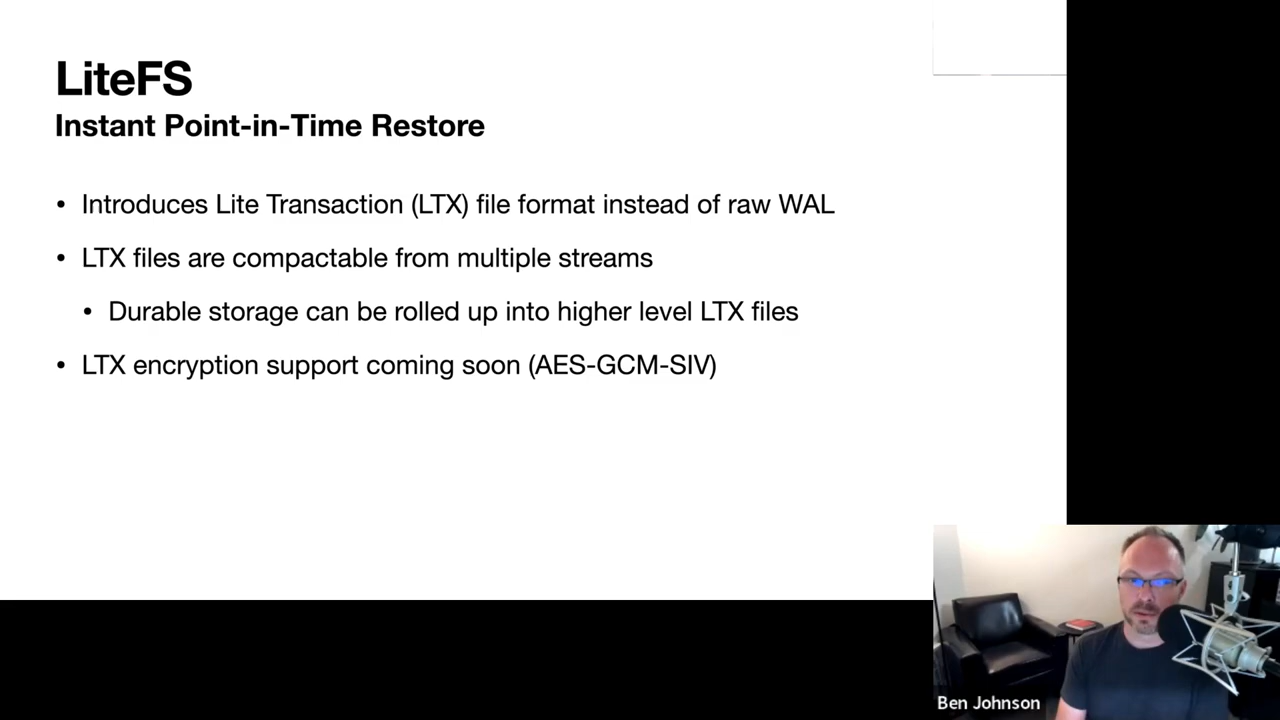 LiteFS
Instant Point-in-Time Restore
• Introduces Lite Transaction (LTX) file format instead of raw WAL
• LTX files are compactable from multiple streams
• Durable storage can be rolled up into higher level LTX files
• LTX encryption support coming soon (AES-GCM-SIV)
Ben Johnson